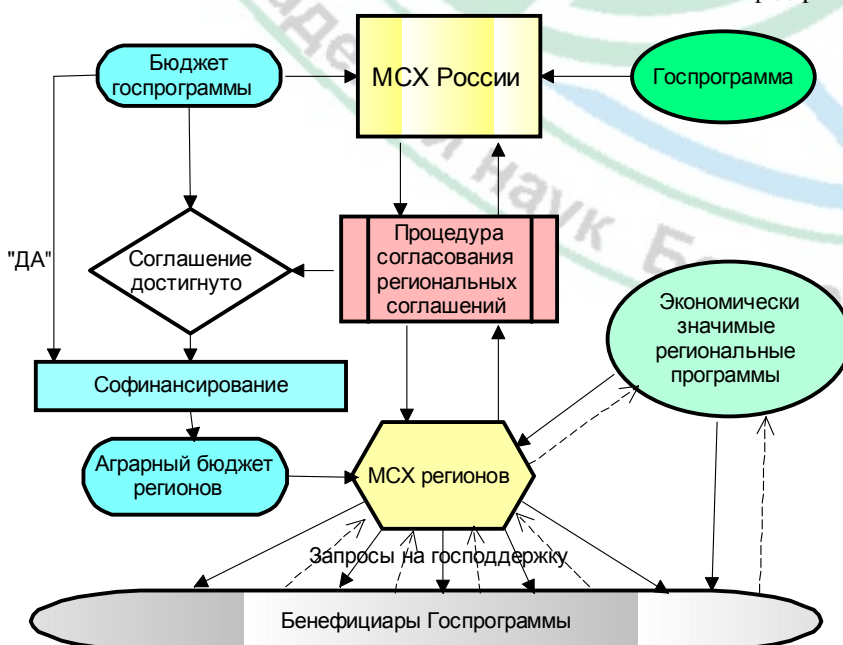 Бюджет
госпрограммы
МСХ России
Госпрограмма
"ДА"
Соглашение
достигнуто
Процедура
согласования
региональных
соглашений
Экономически
значимые
региональные
программы
Софинансирование
Аграрный бюджет
регионов
МСХ регионов
Запросы на господдержку
Бенефициары Госпрограммы
наук